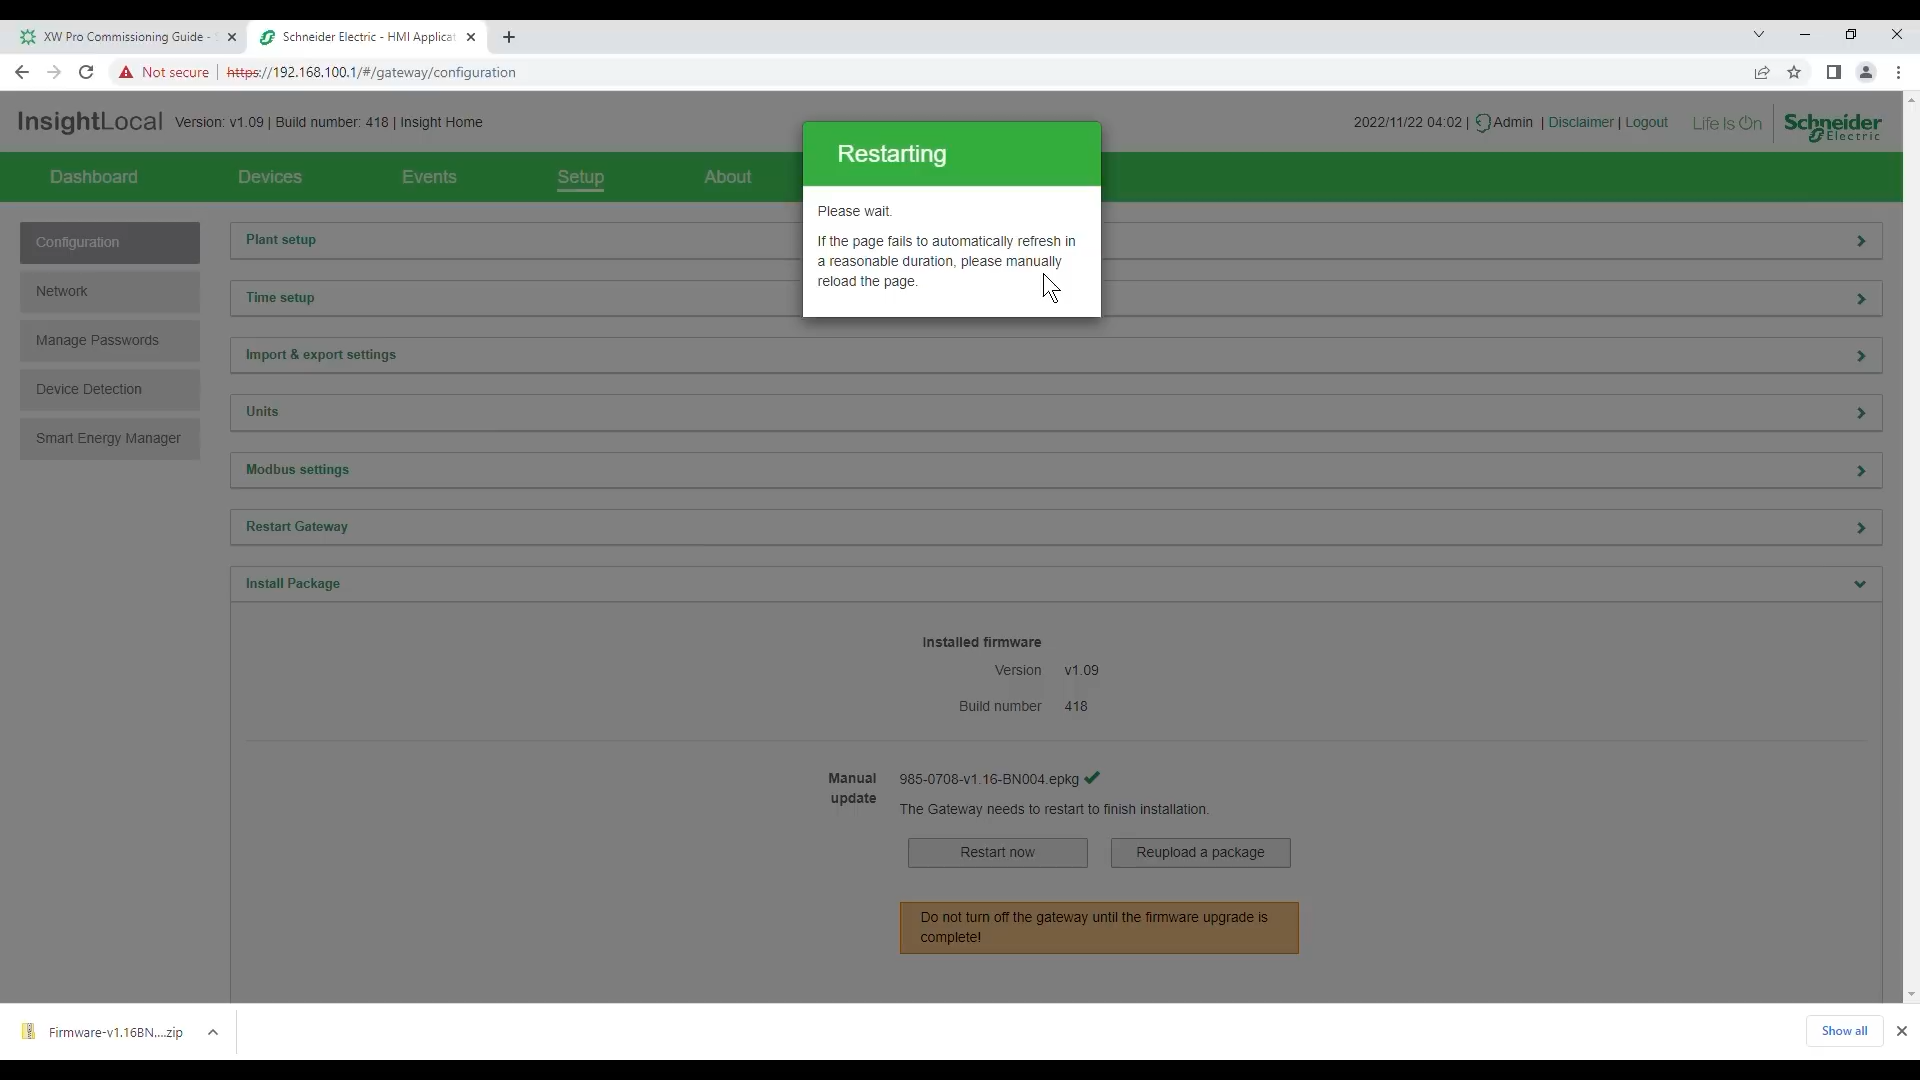 XW Pro Commissioning Guide -
Schneider Electric - HMI Applicat
Not secure
https://192.168.100.1/#/gateway/configuration
InsightLocal
Version: v1.09 | Build number: 418 | Insight Home
2022/11/22 04:02 |
Admin
| Disclaimer | Logout
Life Is On
Schneider
Electric
Dashboard
Devices
Events
Setup
About
Restarting
Please wait.
If the page fails to automatically refresh in
a reasonable duration, please manually
reload the page.
Configuration
Network
Manage Passwords
Device Detection
Smart Energy Manager
Plant setup
Time setup
Import & export settings
Units
Modbus settings
Restart Gateway
Install Package
Installed firmware
Version v1.09
Build number 418
Manual
update
985-0708-v1.16-BN004.epkg
The Gateway needs to restart to finish installation.
Restart now
Reupload a package
Do not turn off the gateway until the firmware upgrade is
complete!
Firmware-v1.16BN....zip
Show all